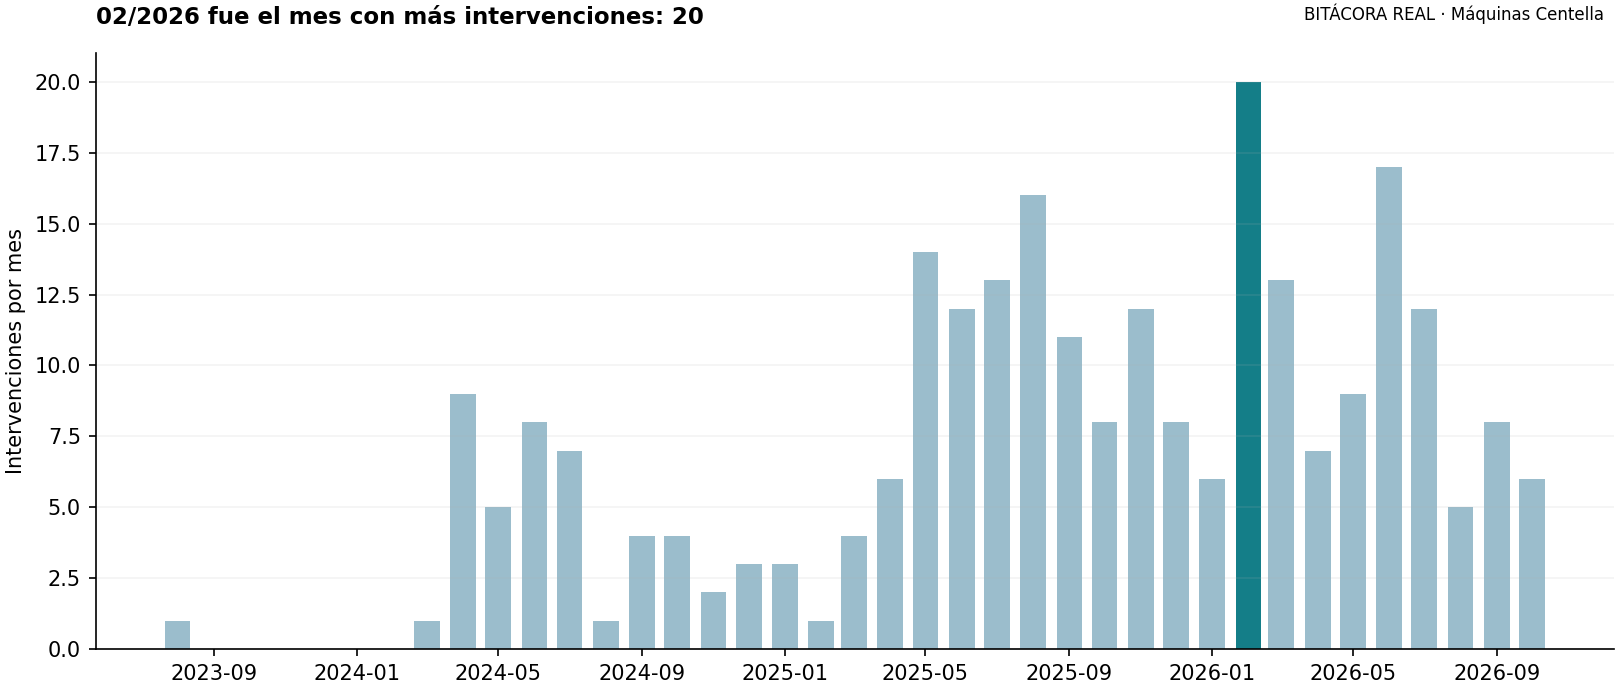 02/2026 fue el mes con más intervenciones: 20
BITÁCORA REAL · Máquinas Centella
Intervenciones por mes
20.0
17.5
15.0
12.5
10.0
7.5
5.0
2.5
0.0
2023-09 2024-01 2024-05 2024-09 2025-01 2025-05 2025-09 2026-01 2026-05 2026-09